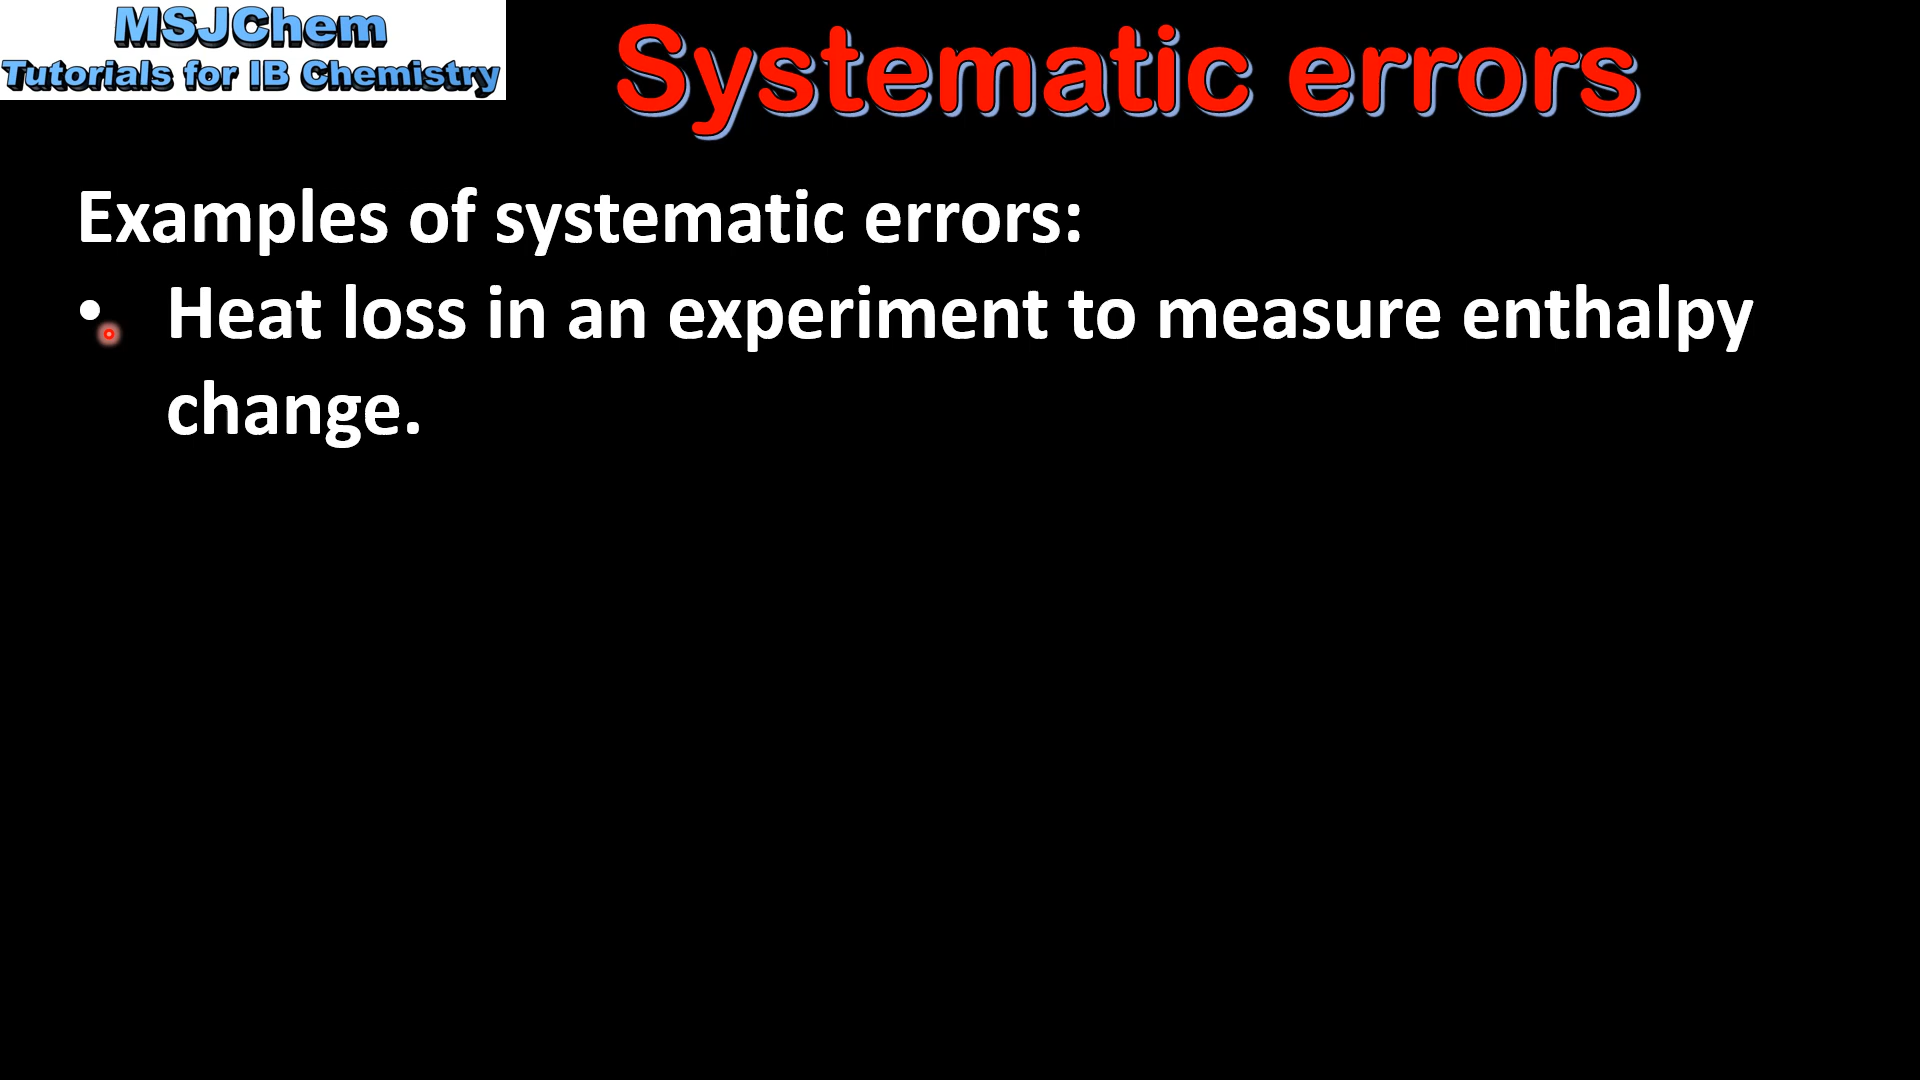 MSJChem
Tutorials for IB Chemistry
Systematic errors
Examples of systematic errors:
• Heat loss in an experiment to measure enthalpy
change.